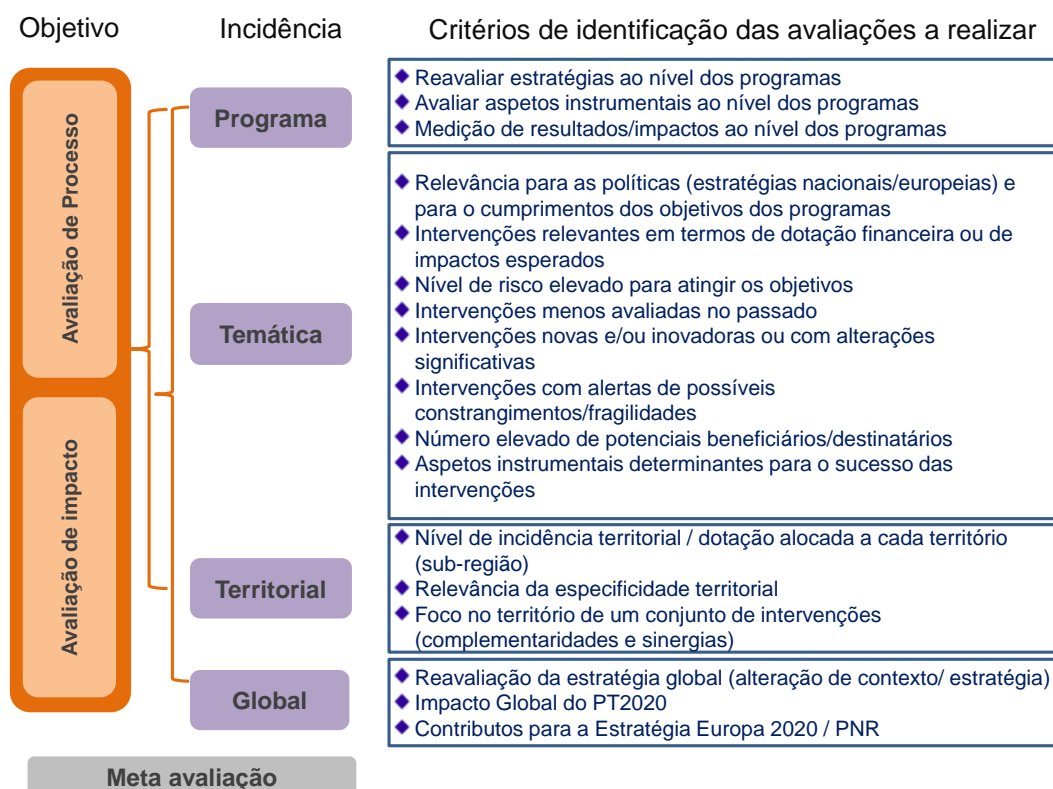 Objetivo
Incidência
Critérios de identificação das avaliações a realizar
Avaliação de Processo
Avaliação de impacto
Programa
Reavaliar estratégias ao nível dos programas
Avaliar aspetos instrumentais ao nível dos programas
Medição de resultados/impactos ao nível dos programas
Temática
Relevância para as políticas (estratégias nacionais/europeias) e
para o cumprimentos dos objetivos dos programas
Intervenções relevantes em termos de dotação financeira ou de
impactos esperados
Nível de risco elevado para atingir os objetivos
Intervenções menos avaliadas no passado
Intervenções novas e/ou inovadoras ou com alterações
significativas
Intervenções com alertas de possíveis
constrangimentos/fragilidades
Número elevado de potenciais beneficiários/destinatários
Aspetos instrumentais determinantes para o sucesso das
intervenções
Territorial
Nível de incidência territorial / dotação alocada a cada território
(sub-região)
Relevância da especificidade territorial
Foco no território de um conjunto de intervenções
(complementaridades e sinergias)
Global
Reavaliação da estratégia global (alteração de contexto/ estratégia)
Impacto Global do PT2020
Contributos para a Estratégia Europa 2020 / PNR
Meta avaliação